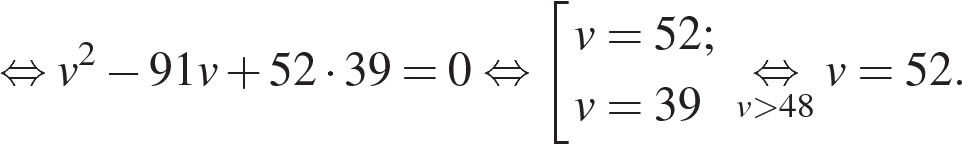 ⇔ v² − 91v + 52 · 39 = 0 ⇔ [ v = 52; v = 39 ⇔ v>48 v = 52.